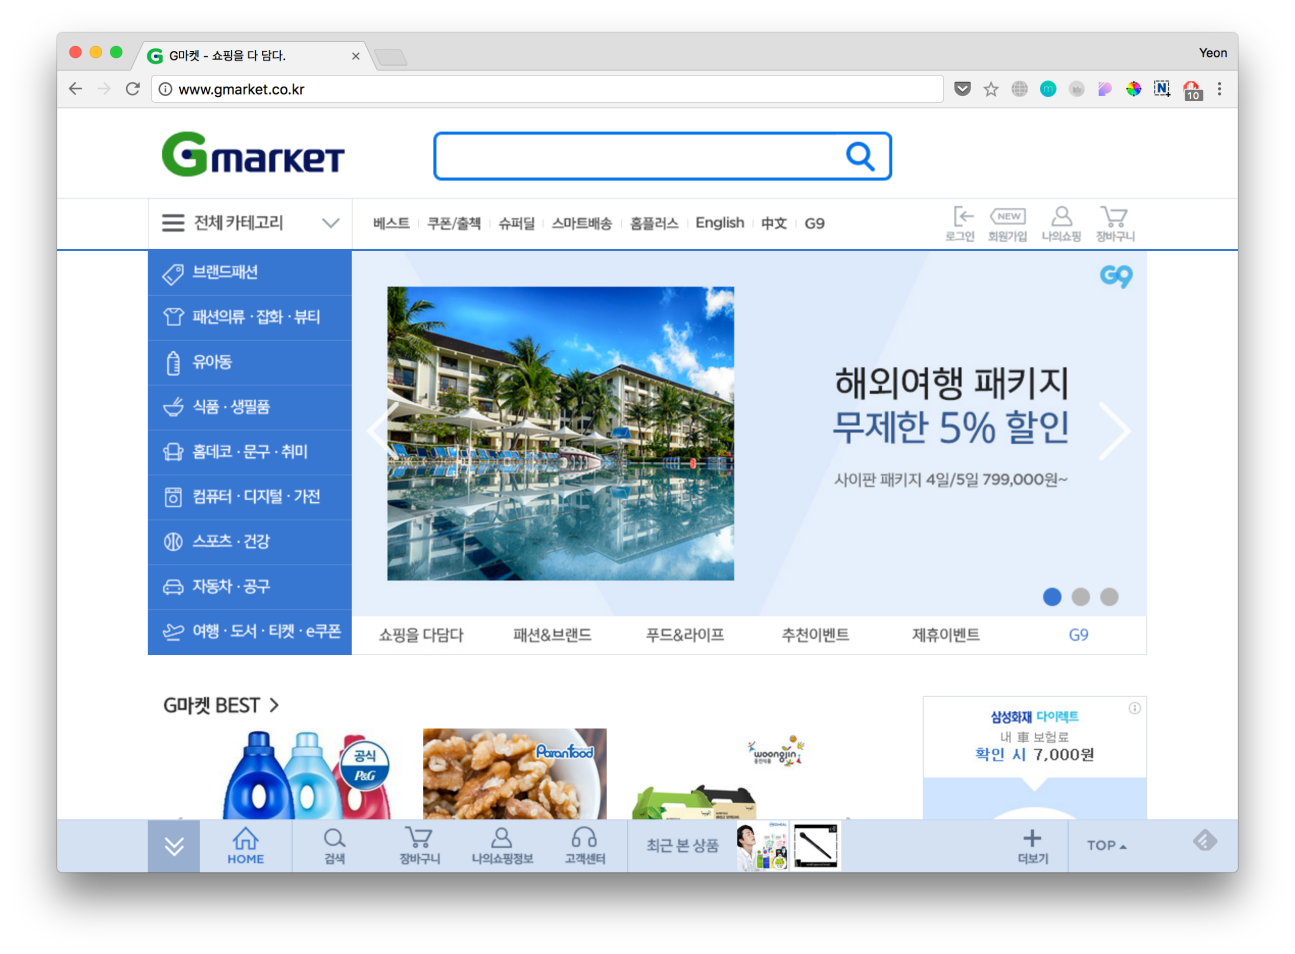 G마켓 - 쇼핑을 다 담다.
Yeon
www.gmarket.co.kr
N
10
Gmarket
전체 카테고리
베스트 쿠폰/출첵 슈퍼딜 스마트배송 홈플러스 English 中文 G9
NEW
로그인 회원가입 나의쇼핑 장바구니
브랜드패션
패션의류 · 잡화 · 뷰티
유아동
식품 · 생필품
홈데코 · 문구 · 취미
컴퓨터 · 디지털 · 가전
스포츠 · 건강
자동차 · 공구
여행 · 도서 · 티켓 · e쿠폰
G9
해외여행 패키지
무제한 5% 할인
사이판 패키지 4일/5일 799,000원~
쇼핑을 다담다 패션&브랜드 푸드&라이프 추천이벤트 제휴이벤트 G9
G마켓 BEST >
공식
P&G
Paranfood
woongjin
웅진식품
삼성화재 다이렉트
내 車 보험료
확인 시 7,000원
HOME
검색
장바구니
나의쇼핑정보
고객센터
최근 본 상품
더보기
TOP